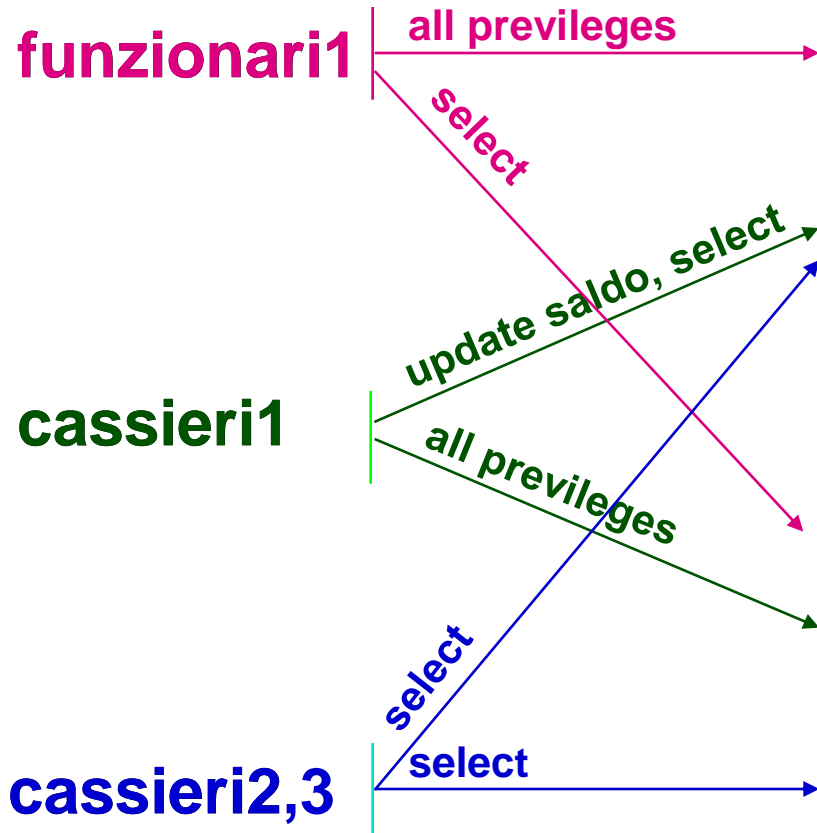 all previleges
funzionari1
select
update saldo, select
cassieri1
all previleges
select
select
cassieri2,3